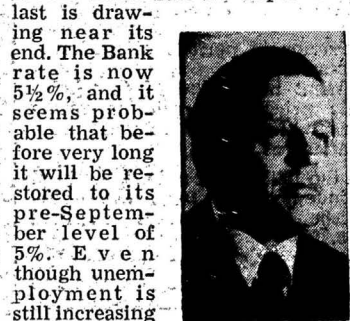 last is draw-
ing near its
end. The Bank
rate is now
5½%, and it
seems prob-
able that be-
fore very long
it will be re-
stored to its
pre-Septem-
ber level of
5%. Even
though unem-
ployment is
still increasing